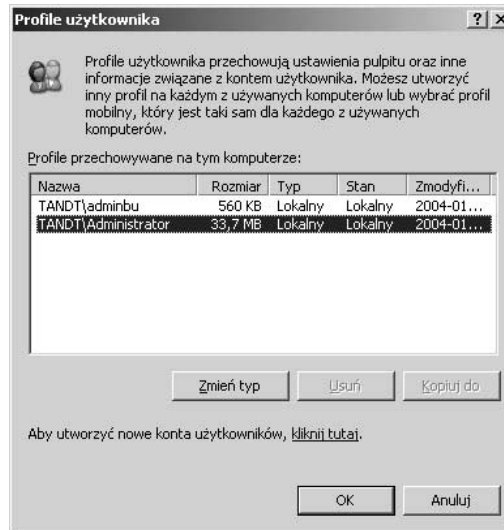 Profile użytkownika
Profile użytkownika przechowują ustawienia pulpitu oraz inne
informacje związane z kontem użytkownika. Możesz utworzyć
inny profil na każdym z używanych komputerów lub wybrać profil
mobilny, który jest taki sam dla każdego z używanych
komputerów.
Profile przechowywane na tym komputerze:
Nazwa Rozmiar Typ Stan Zmodyfi...
TANDT\adminbu 560 KB Lokalny Lokalny 2004-01...
TANDT\Administrator 33,7 MB Lokalny Lokalny 2004-01...
Zmień typ Usuń Kopiuj do
Aby utworzyć nowe konta użytkowników, kliknij tutaj.
OK Anuluj